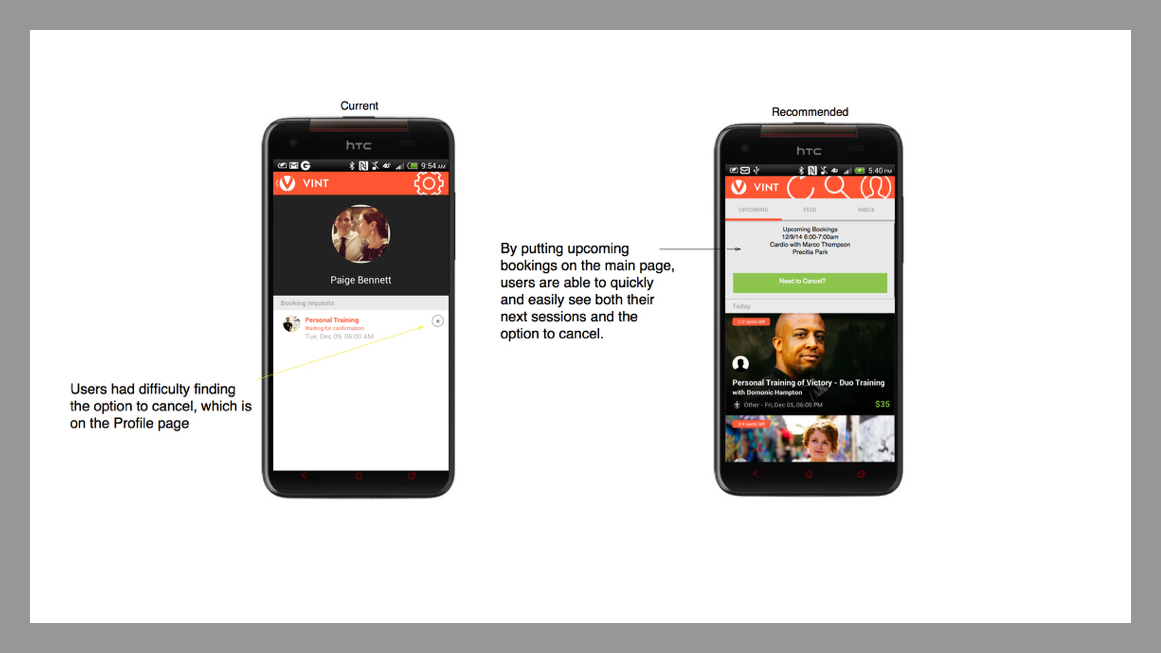 Current
hTC
9:54 AM
VINT
Paige Bennett
Booking requests
Personal Training
Waiting for confirmation
Tue, Dec 09, 06:00 AM
Users had difficulty finding
the option to cancel, which is
on the Profile page
By putting upcoming
bookings on the main page,
users are able to quickly
and easily see both their
next sessions and the
option to cancel.
Recommended
hTC
5:40 PM
VINT
UPCOMING FEED INBOX
Upcoming Bookings
12/9/14 6:00-7:00am
Cardio with Marco Thompson
Precitia Park
Need to Cancel?
Today
1/2 spots left
Personal Training of Victory - Duo Training
with Domonic Hampton
Other - Fri, Dec 05, 06:00 PM $35
3/4 spots left